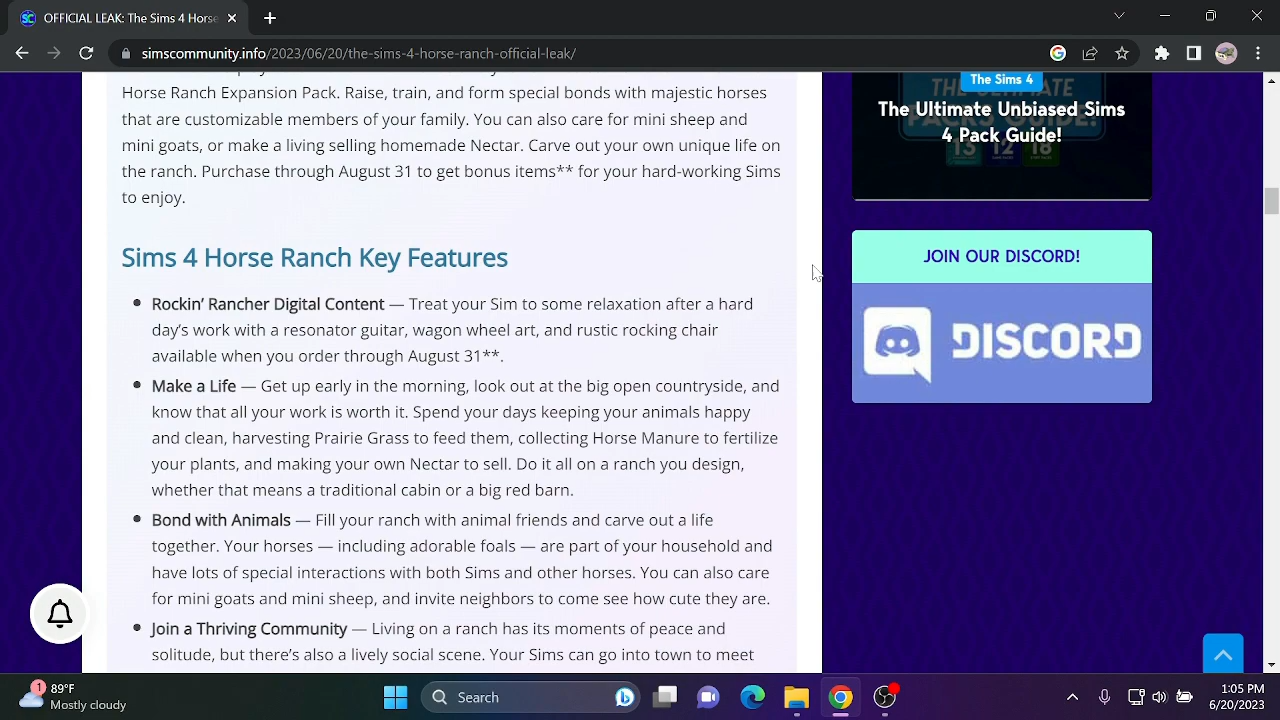 OFFICIAL LEAK: The Sims 4 Horse
simscommunity.info/2023/06/20/the-sims-4-horse-ranch-official-leak/
Horse Ranch Expansion Pack. Raise, train, and form special bonds with majestic horses
that are customizable members of your family. You can also care for mini sheep and
mini goats, or make a living selling homemade Nectar. Carve out your own unique life on
the ranch. Purchase through August 31 to get bonus items** for your hard-working Sims
to enjoy.
Sims 4 Horse Ranch Key Features
Rockin’ Rancher Digital Content — Treat your Sim to some relaxation after a hard
day’s work with a resonator guitar, wagon wheel art, and rustic rocking chair
available when you order through August 31**.
Make a Life — Get up early in the morning, look out at the big open countryside, and
know that all your work is worth it. Spend your days keeping your animals happy
and clean, harvesting Prairie Grass to feed them, collecting Horse Manure to fertilize
your plants, and making your own Nectar to sell. Do it all on a ranch you design,
whether that means a traditional cabin or a big red barn.
Bond with Animals — Fill your ranch with animal friends and carve out a life
together. Your horses — including adorable foals — are part of your household and
have lots of special interactions with both Sims and other horses. You can also care
for mini goats and mini sheep, and invite neighbors to come see how cute they are.
Join a Thriving Community — Living on a ranch has its moments of peace and
solitude, but there’s also a lively social scene. Your Sims can go into town to meet
The Sims 4
THE ULTIMATE
The Ultimate Unbiased Sims
4 Pack Guide!
13 12 18
JOIN OUR DISCORD!
DISCORD
1
89°F
Mostly cloudy
Search
1:05 PM
6/20/2023